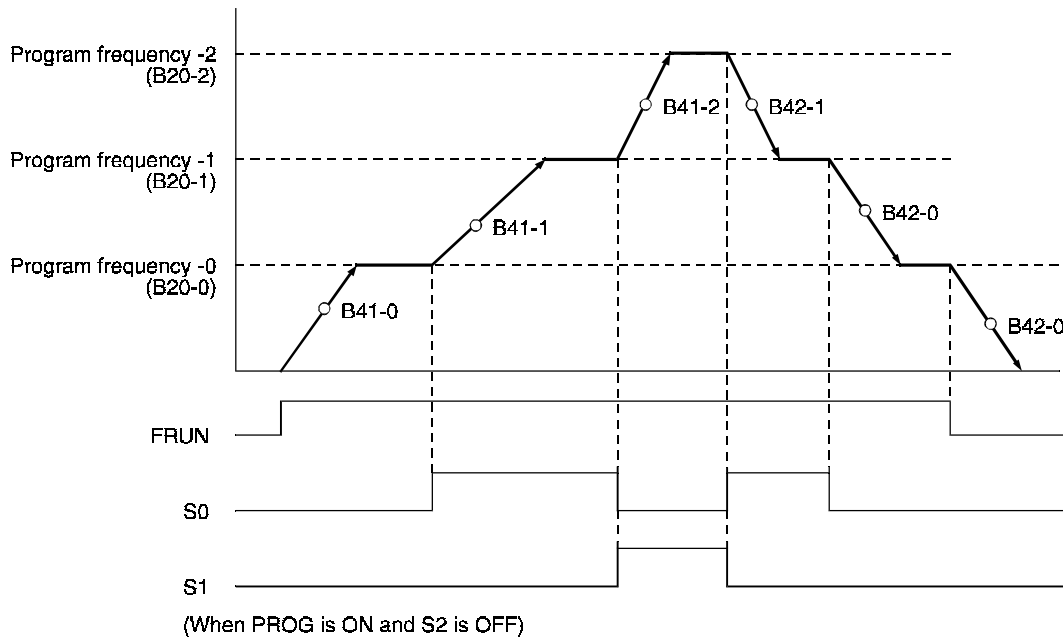 Program frequency -2
(B20-2)
B41-2
B42-1
Program frequency -1
(B20-1)
B41-1
B42-0
Program frequency -0
(B20-0)
B41-0
B42-0
FRUN
S0
S1
(When PROG is ON and S2 is OFF)